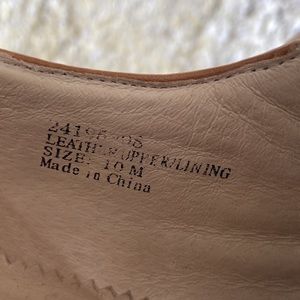 LEATHER UPPER/LINING
SIZE: 10 M
Made in China